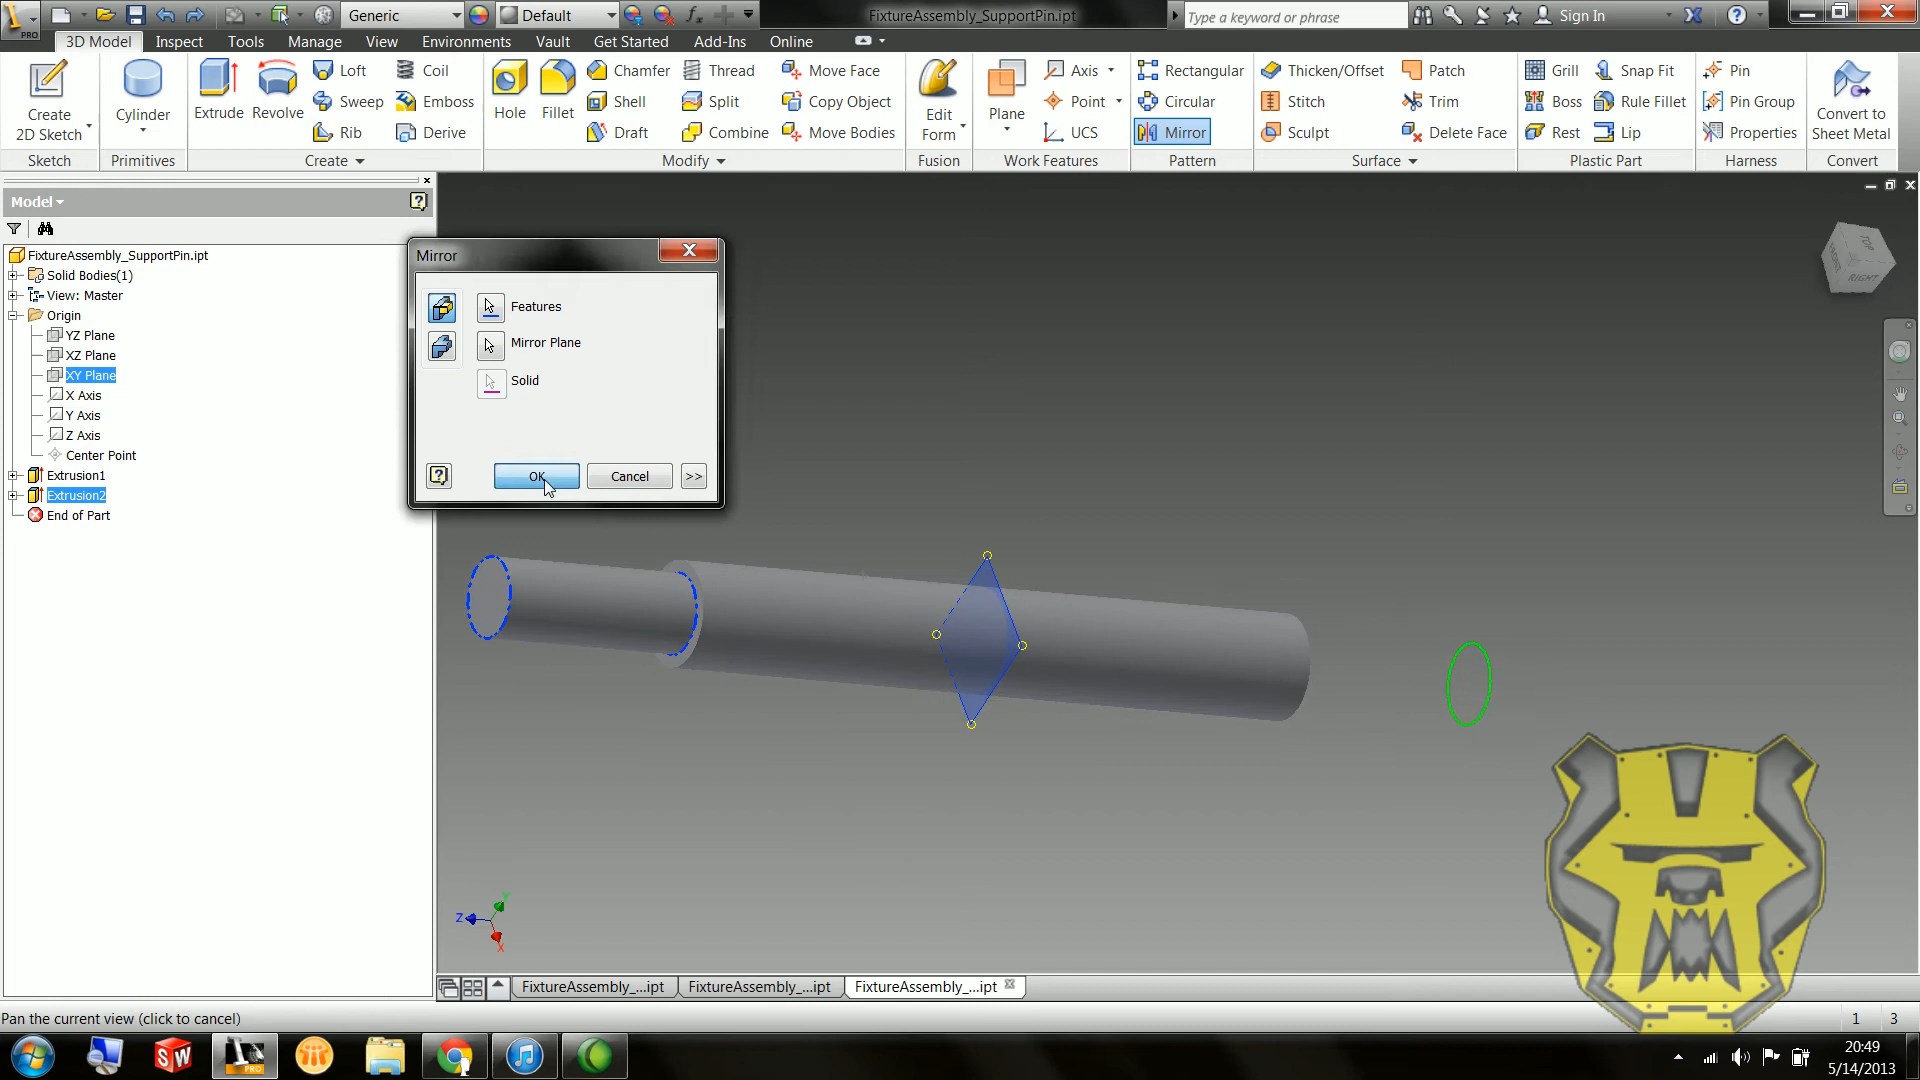 PRO
Generic
Default
FixtureAssembly_SupportPin.ipt
Type a keyword or phrase
Sign In
3D Model
Inspect
Tools
Manage
View
Environments
Vault
Get Started
Add-Ins
Online
Create
2D Sketch
Sketch
Cylinder
Primitives
Extrude
Revolve
Loft
Coil
Sweep
Emboss
Rib
Derive
Create
Hole
Fillet
Chamfer
Thread
Move Face
Shell
Split
Copy Object
Draft
Combine
Move Bodies
Modify
Edit
Form
Fusion
Plane
Axis
Point
UCS
Work Features
Rectangular
Circular
Mirror
Pattern
Thicken/Offset
Patch
Stitch
Trim
Sculpt
Delete Face
Surface
Grill
Snap Fit
Boss
Rule Fillet
Rest
Lip
Plastic Part
Pin
Pin Group
Properties
Harness
Convert to
Sheet Metal
Convert
Model
FixtureAssembly_SupportPin.ipt
Solid Bodies(1)
View: Master
Origin
YZ Plane
XZ Plane
XY Plane
X Axis
Y Axis
Z Axis
Center Point
Extrusion1
Extrusion2
End of Part
Mirror
Features
Mirror Plane
Solid
OK
Cancel
>>
TOP
FRONT
RIGHT
Z
Y
X
FixtureAssembly_...ipt
FixtureAssembly_...ipt
FixtureAssembly_...ipt
Pan the current view (click to cancel)
1
3
SW
PRO
20:49
5/14/2013